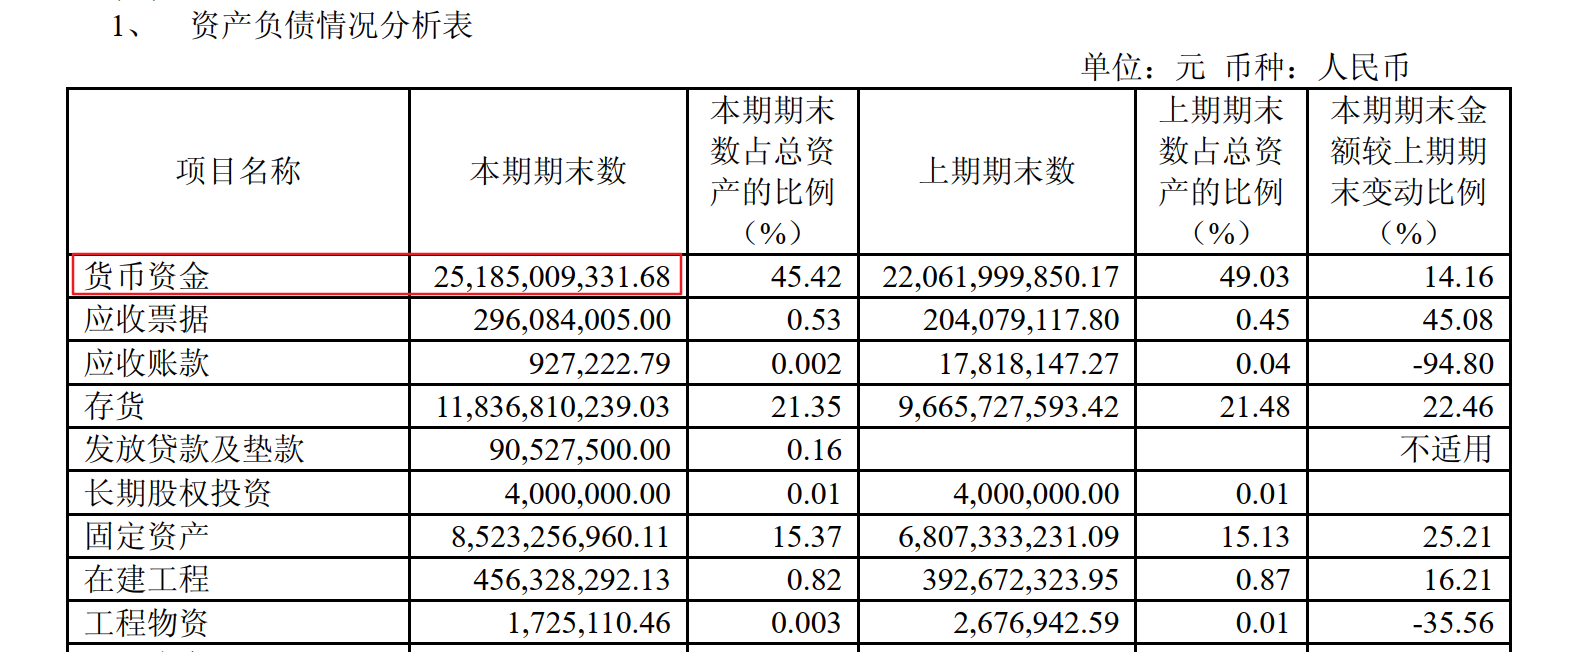 1、 资产负债情况分析表
单位：元 币种：人民币
项目名称 本期期末数 本期期末数占总资产的比例（%） 上期期末数 上期期末数占总资产的比例（%） 本期期末金额较上期期末变动比例（%）
货币资金 25,185,009,331.68 45.42 22,061,999,850.17 49.03 14.16
应收票据 296,084,005.00 0.53 204,079,117.80 0.45 45.08
应收账款 927,222.79 0.002 17,818,147.27 0.04 -94.80
存货 11,836,810,239.03 21.35 9,665,727,593.42 21.48 22.46
发放贷款及垫款 90,527,500.00 0.16 不适用
长期股权投资 4,000,000.00 0.01 4,000,000.00 0.01
固定资产 8,523,256,960.11 15.37 6,807,333,231.09 15.13 25.21
在建工程 456,328,292.13 0.82 392,672,323.95 0.87 16.21
工程物资 1,725,110.46 0.003 2,676,942.59 0.01 -35.56